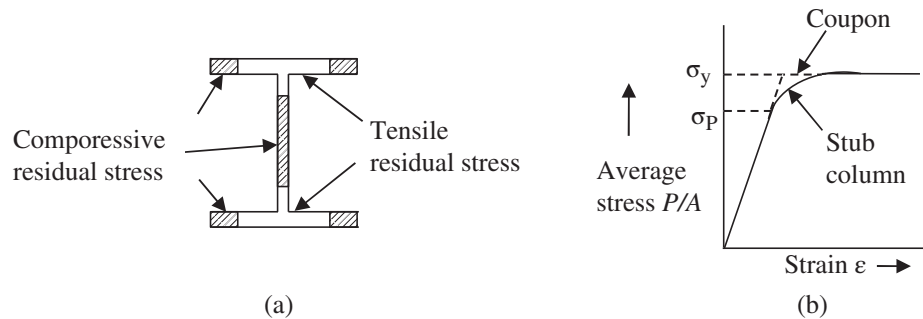 Comporessive
residual stress
Tensile
residual stress
(a)
Coupon
σy
σP
Stub
column
Average
stress P/A
Strain ε
(b)